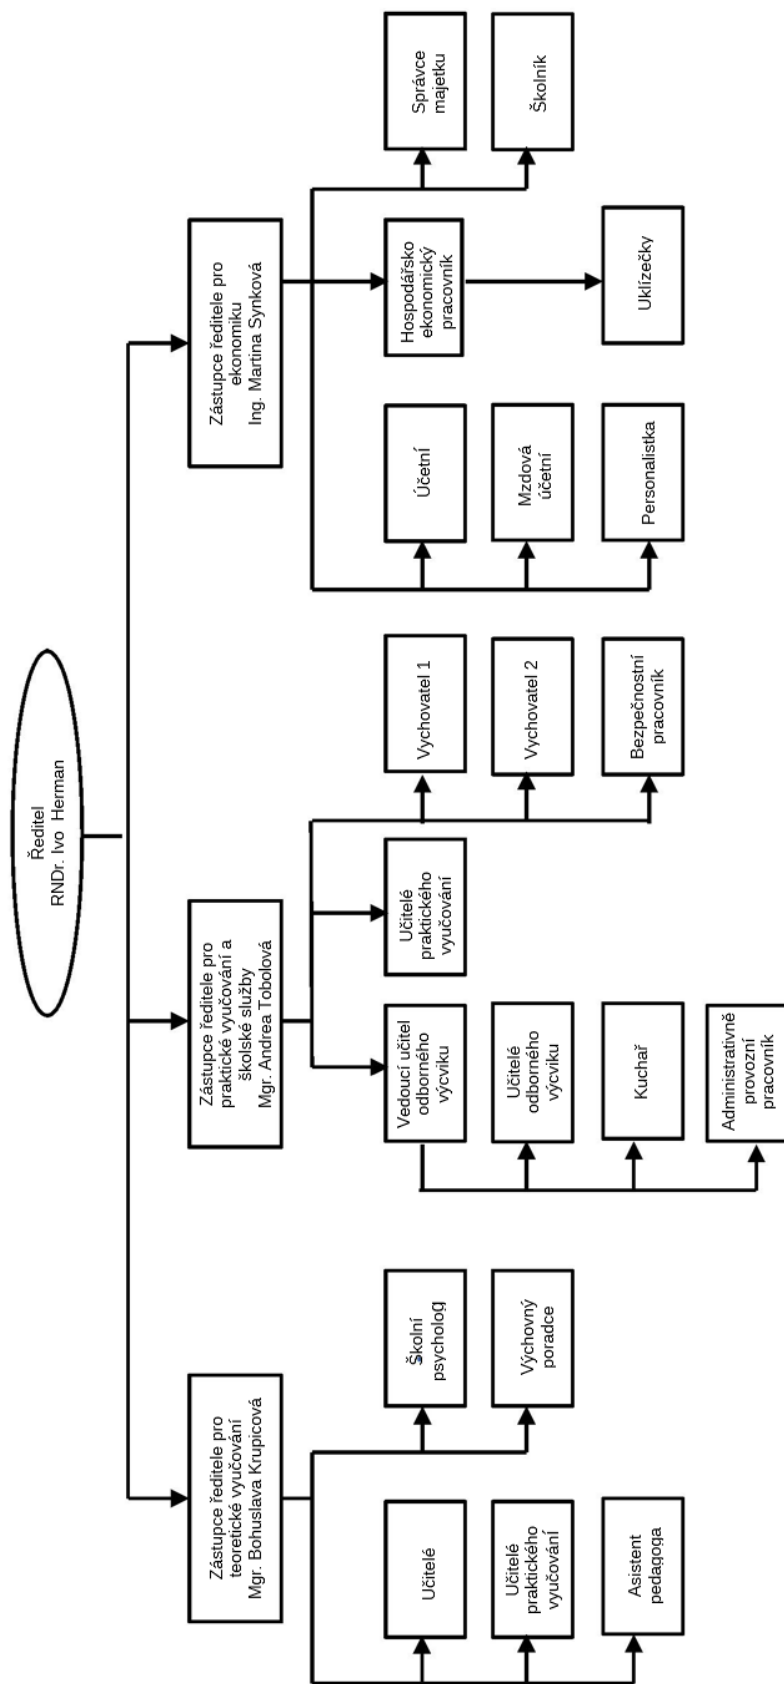 Ředitel
RNDr. Ivo Herman
Zástupce ředitele pro
teoretické vyučování
Mgr. Bohuslava Krupicová
Zástupce ředitele pro
praktické vyučování a
školské služby
Mgr. Andrea Tobolová
Zástupce ředitele pro
ekonomiku
Ing. Martina Synková
Učitelé
Školní
psycholog
Vedoucí učitel
odborného
výcviku
Učitelé
praktického
vyučování
Vychovatel 1
Účetní
Hospodářsko
ekonomický
pracovník
Správce
majetku
Učitelé
praktického
vyučování
Výchovný
poradce
Učitelé
odborného
výcviku
Vychovatel 2
Mzdová
účetní
Školník
Asistent
pedagoga
Kuchař
Bezpečnostní
pracovník
Personalistka
Uklízečky
Administrativně
provozní
pracovník